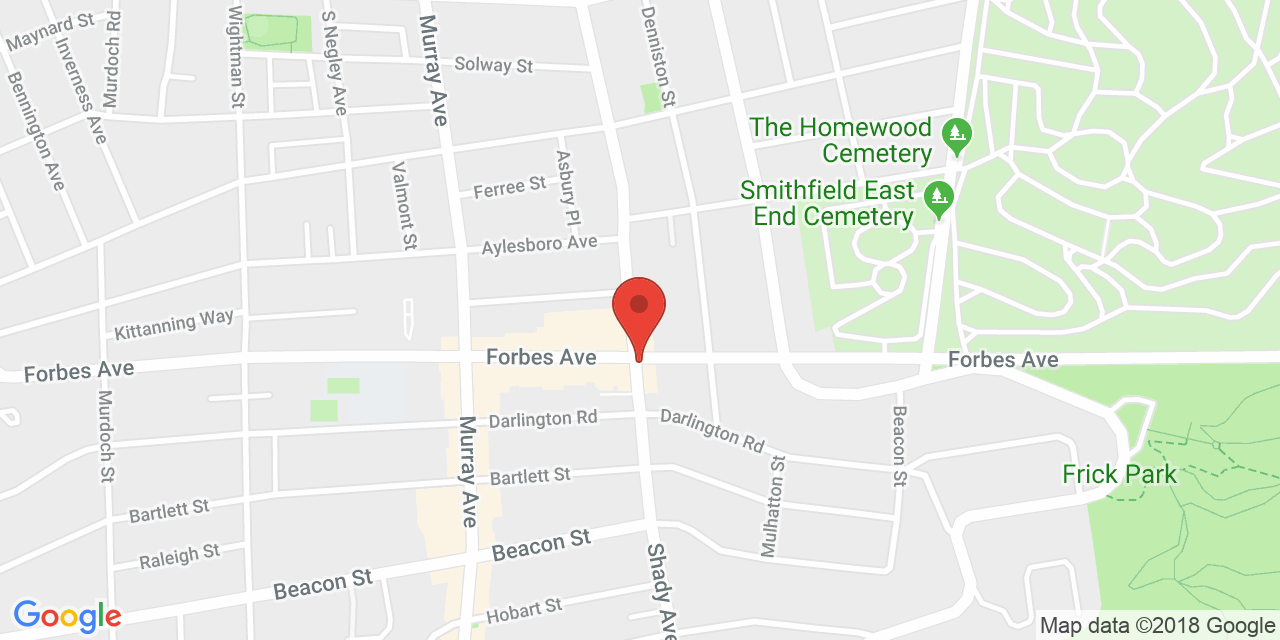 Maynard St
Inverness Ave
Murdoch Rd
Bennington Ave
Wightman St
S Negley Ave
Murray Ave
Solway St
Denniston St
The Homewood
Cemetery
Smithfield East
End Cemetery
Valmont St
Asbury Pl
Ferree St
Aylesboro Ave
Kittanning Way
Forbes Ave
Forbes Ave
Forbes Ave
Murdoch St
Murray Ave
Darlington Rd
Darlington Rd
Beacon St
Mulhatton St
Frick Park
Bartlett St
Bartlett St
Raleigh St
Beacon St
Beacon St
Shady Ave
Hobart St
Google
Map data ©2018 Google